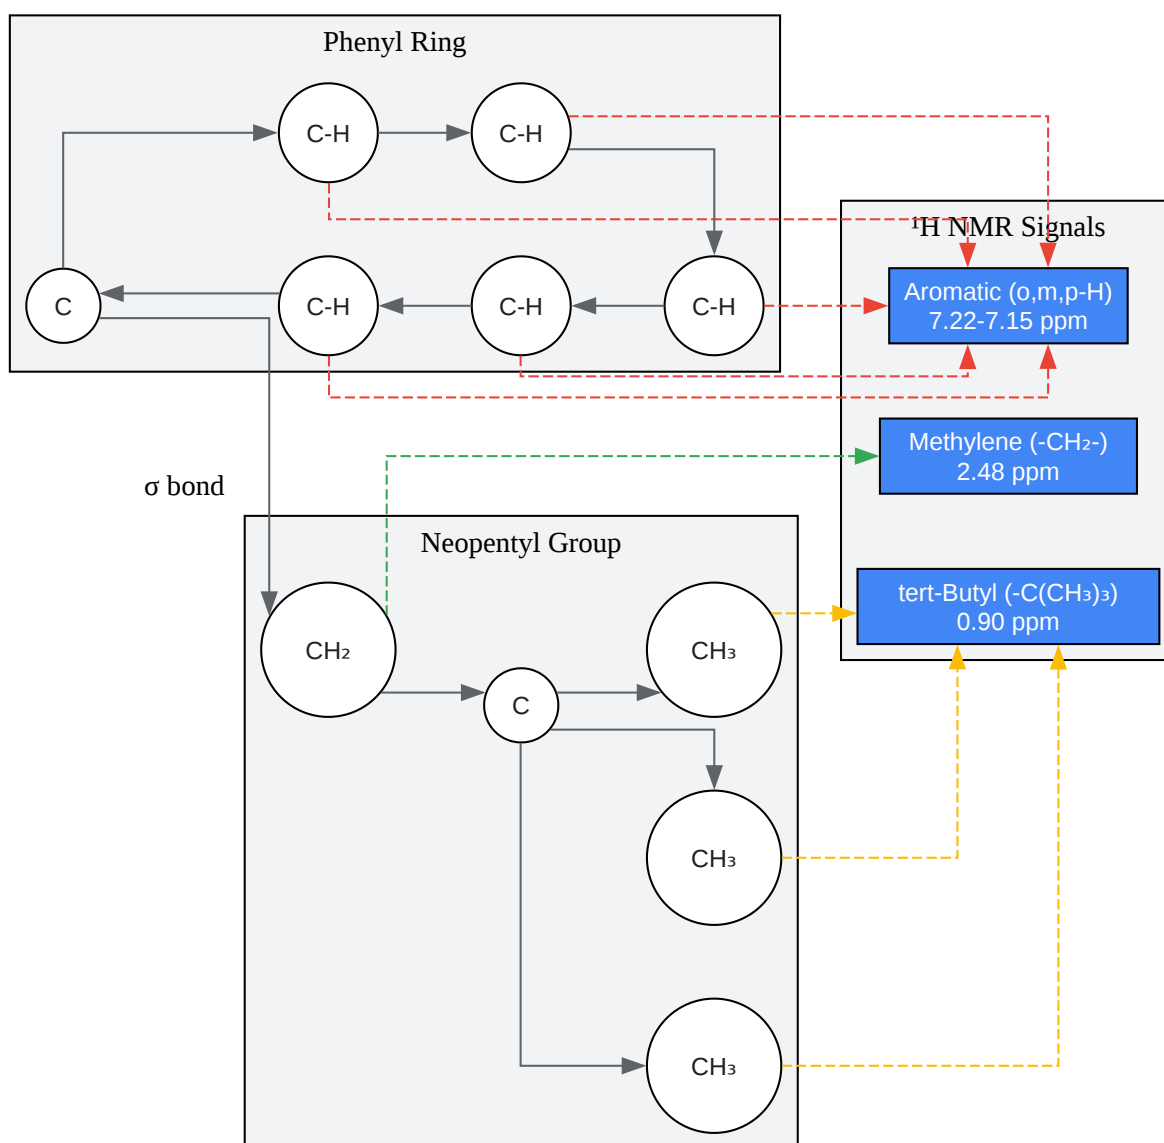 Phenyl Ring
C-H
C-H
C
C-H
C-H
C-H
¹H NMR Signals
Aromatic (o,m,p-H)
7.22-7.15 ppm
Methylene (-CH₂-)
2.48 ppm
tert-Butyl (-C(CH₃)₃)
0.90 ppm
σ bond
Neopentyl Group
CH₂
C
CH₃
CH₃
CH₃